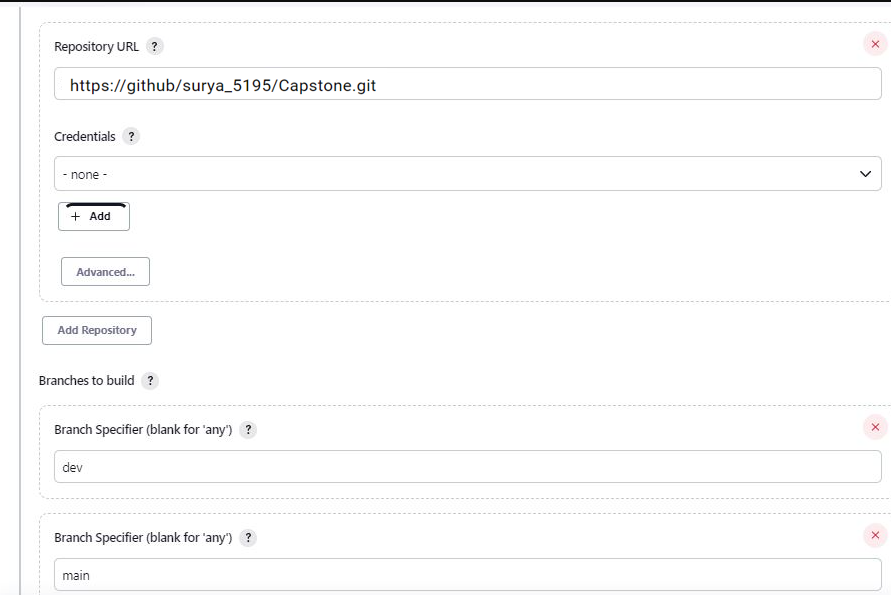 Repository URL ?
https://github/surya_5195/Capstone.git
Credentials ?
- none -
+ Add
Advanced...
Add Repository
Branches to build ?
Branch Specifier (blank for 'any') ?
dev
Branch Specifier (blank for 'any') ?
main